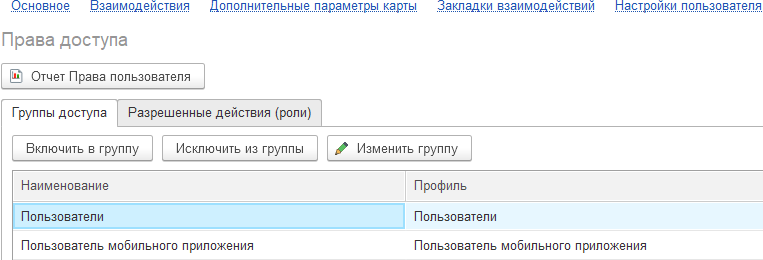 Основное Взаимодействия Дополнительные параметры карты Закладки взаимодействий Настройки пользователя
Права доступа
Отчет Права пользователя
Группы доступа Разрешенные действия (роли)
Включить в группу Исключить из группы Изменить группу
Наименование Профиль
Пользователи Пользователи
Пользователь мобильного приложения Пользователь мобильного приложения